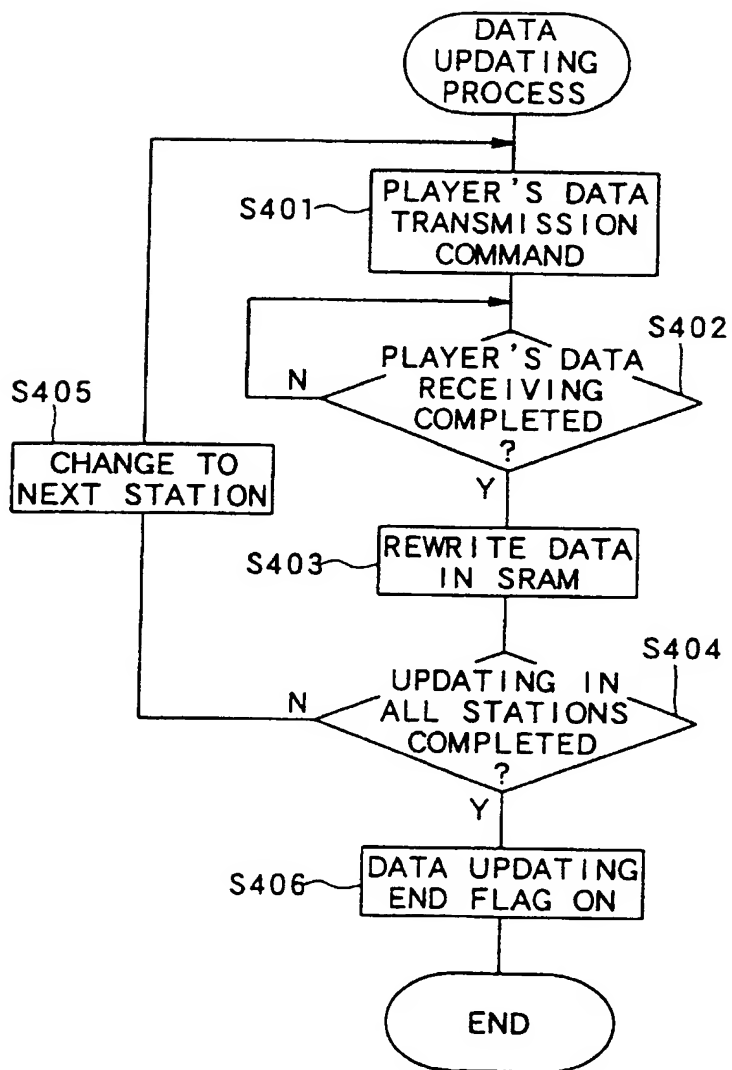 DATA
UPDATING
PROCESS
S401
PLAYER'S DATA
TRANSMISSION
COMMAND
S402
PLAYER'S DATA
RECEIVING
COMPLETED
?
N
Y
S405
CHANGE TO
NEXT STATION
S403
REWRITE DATA
IN SRAM
S404
UPDATING IN
ALL STATIONS
COMPLETED
?
N
Y
S406
DATA UPDATING
END FLAG ON
END